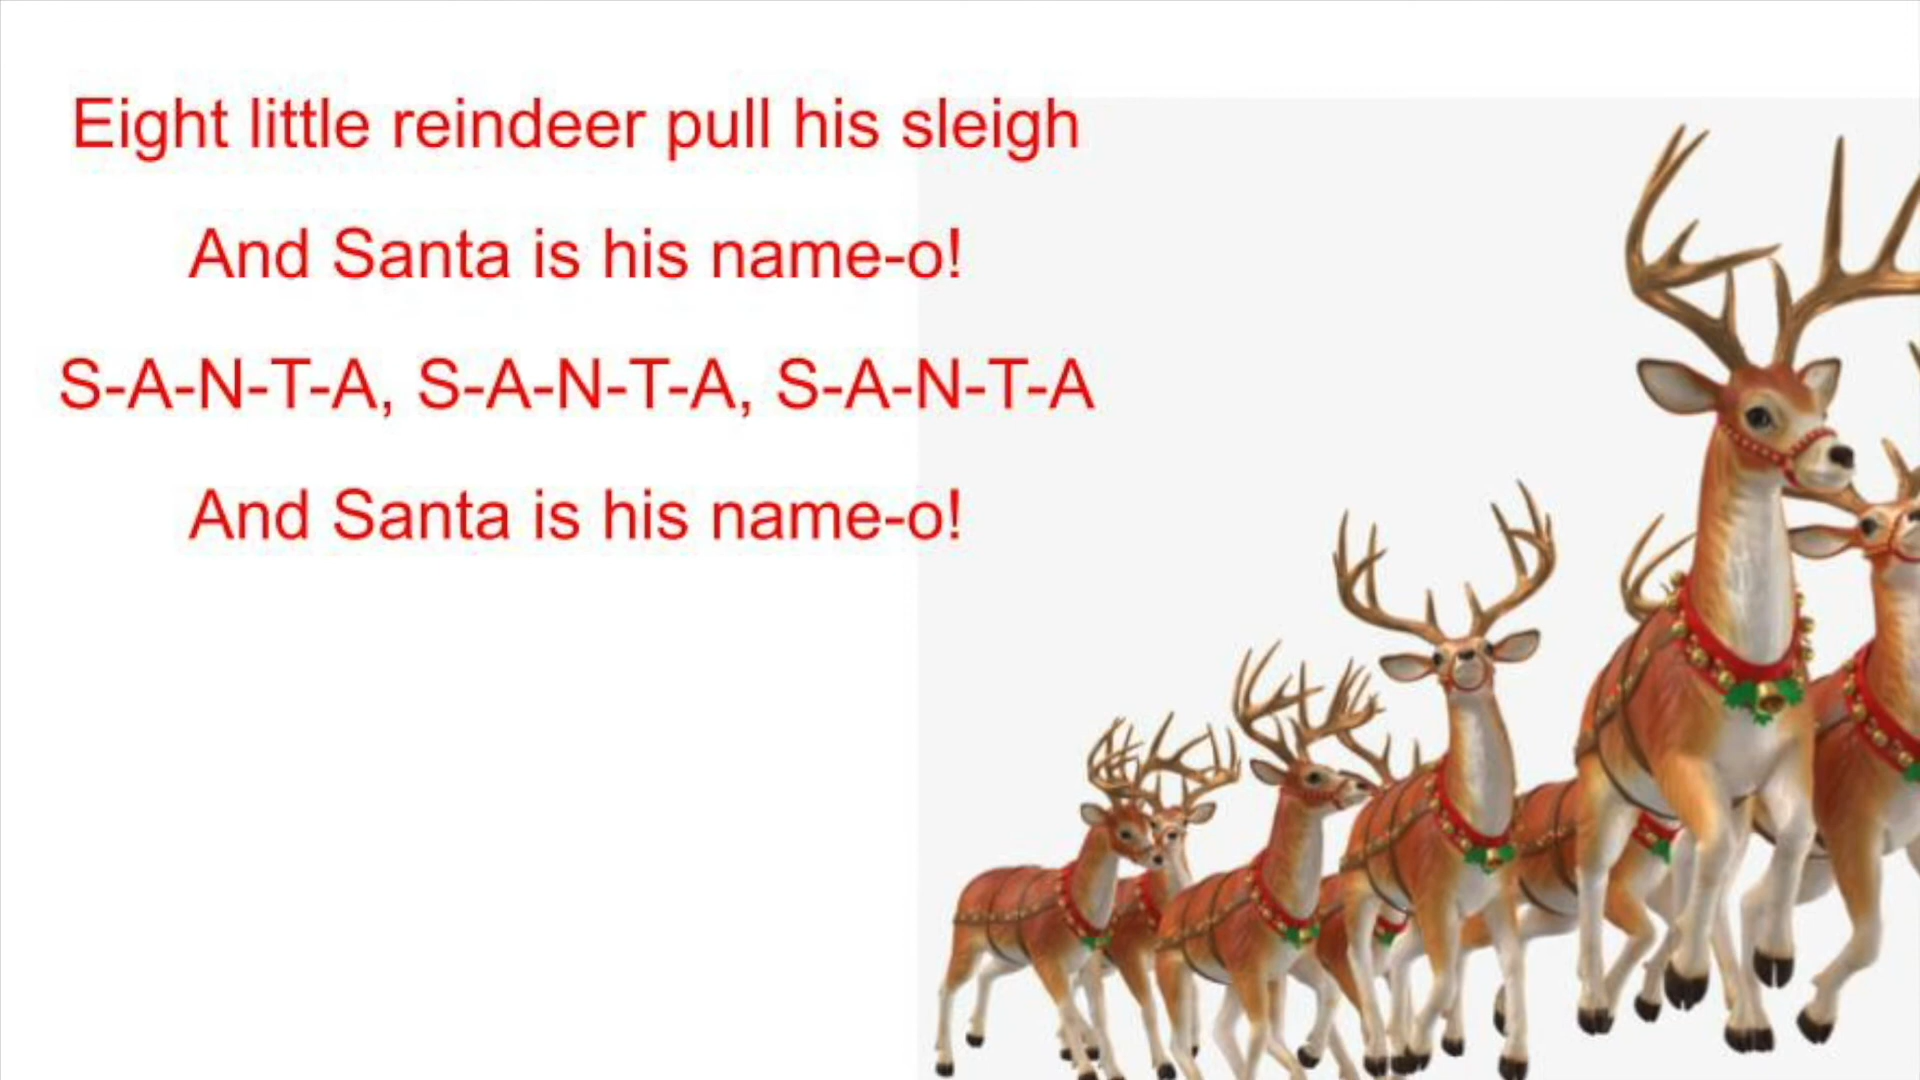 Eight little reindeer pull his sleigh
And Santa is his name-o!
S-A-N-T-A, S-A-N-T-A, S-A-N-T-A
And Santa is his name-o!